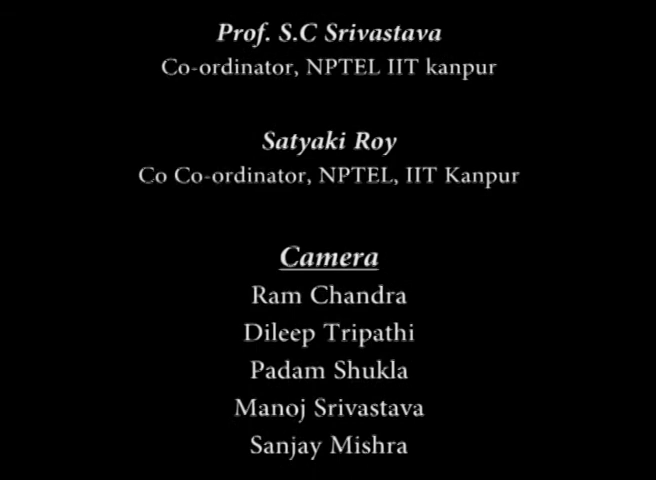 Prof. S.C Srivastava
Co-ordinator, NPTEL IIT kanpur
Satyaki Roy
Co Co-ordinator, NPTEL, IIT Kanpur
Camera
Ram Chandra
Dileep Tripathi
Padam Shukla
Manoj Srivastava
Sanjay Mishra